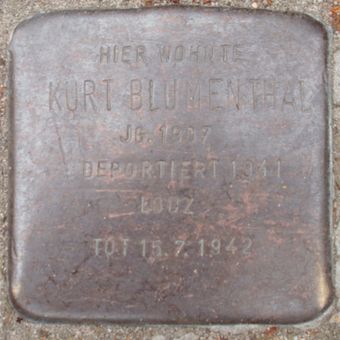 HIER WOHNTE
KURT BLUMENTHAL
JG. 1907
DEPORTIERT 1941
LODZ
TOT 15.7.1942